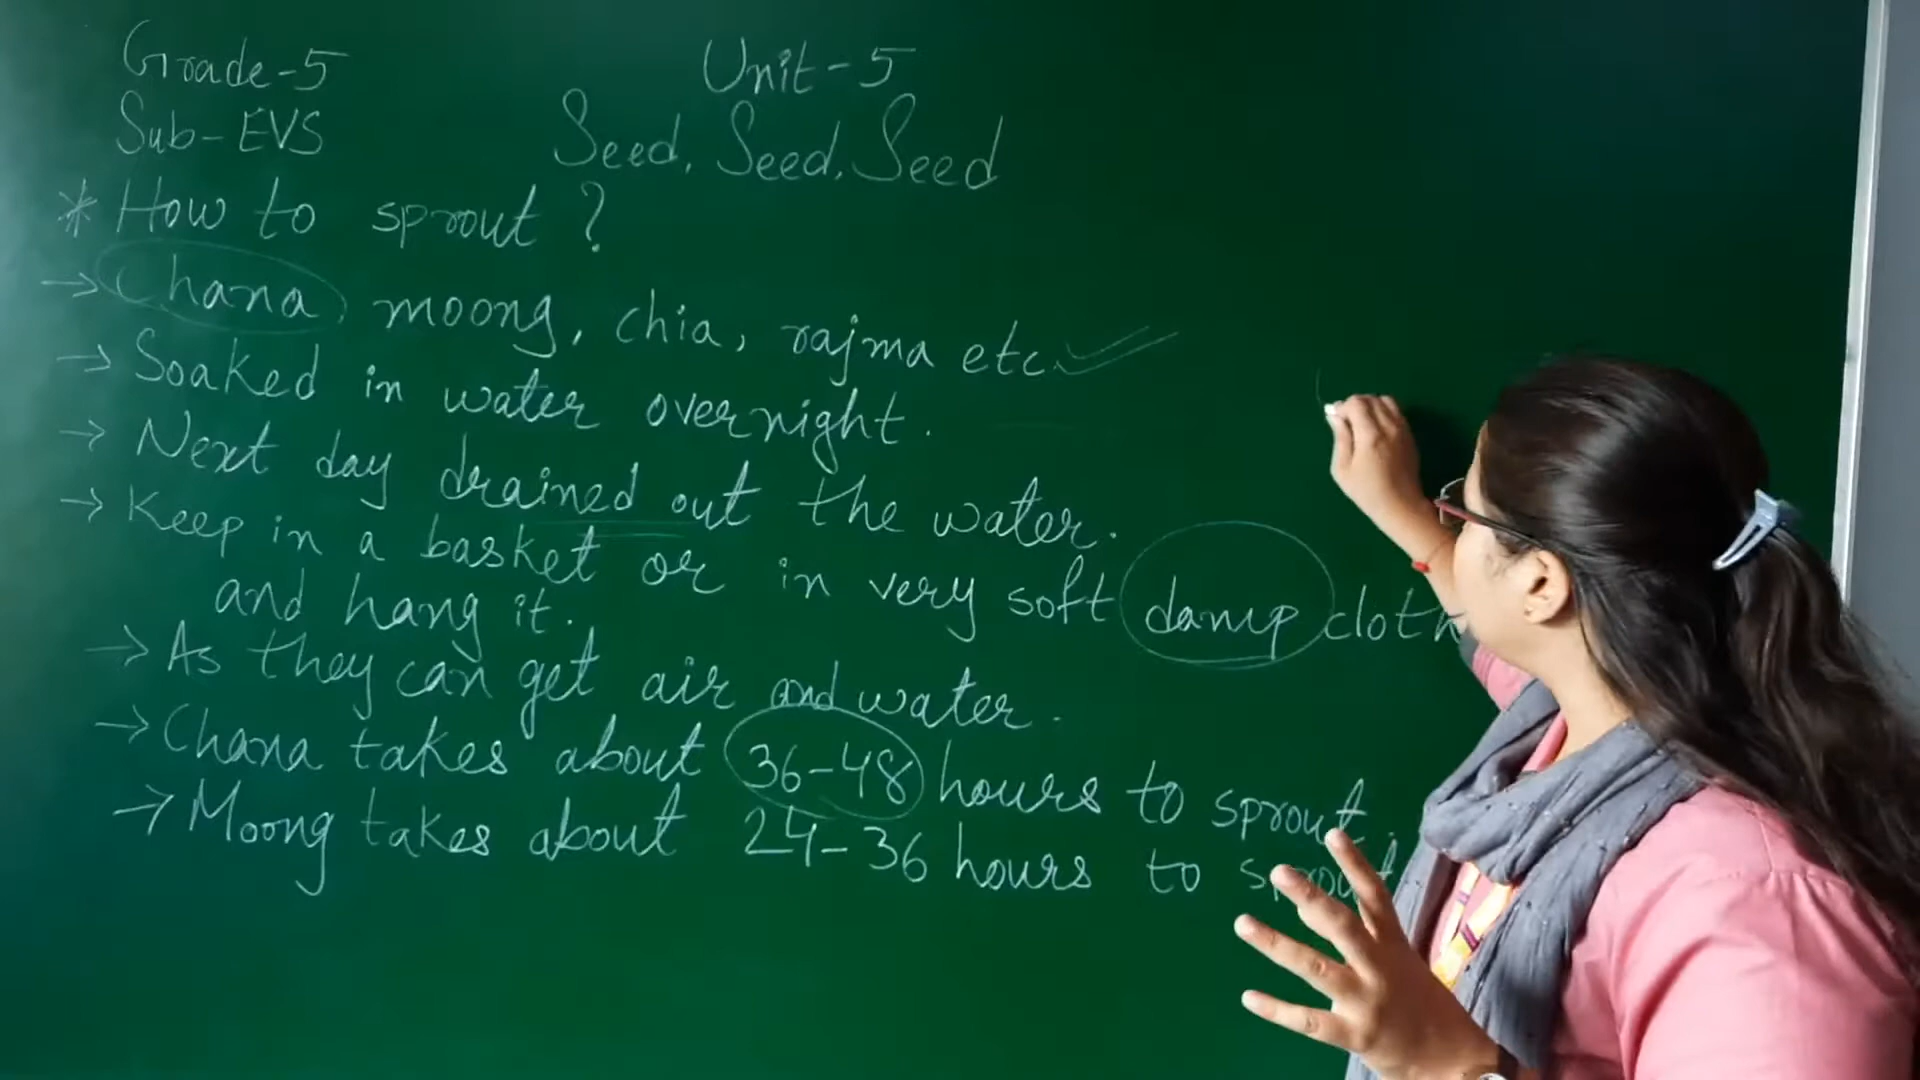 Grade-5
Unit-5
Sub-EVS
Seed, Seed, Seed
* How to sprout ?
→ Chana, moong, chia, rajma etc.
→ Soaked in water overnight.
→ Next day drained out the water.
→ Keep in a basket or in very soft damp cloth
and hang it.
→ As they can get air and water.
→ Chana takes about 36-48 hours to sprout.
→ Moong takes about 24-36 hours to sprout